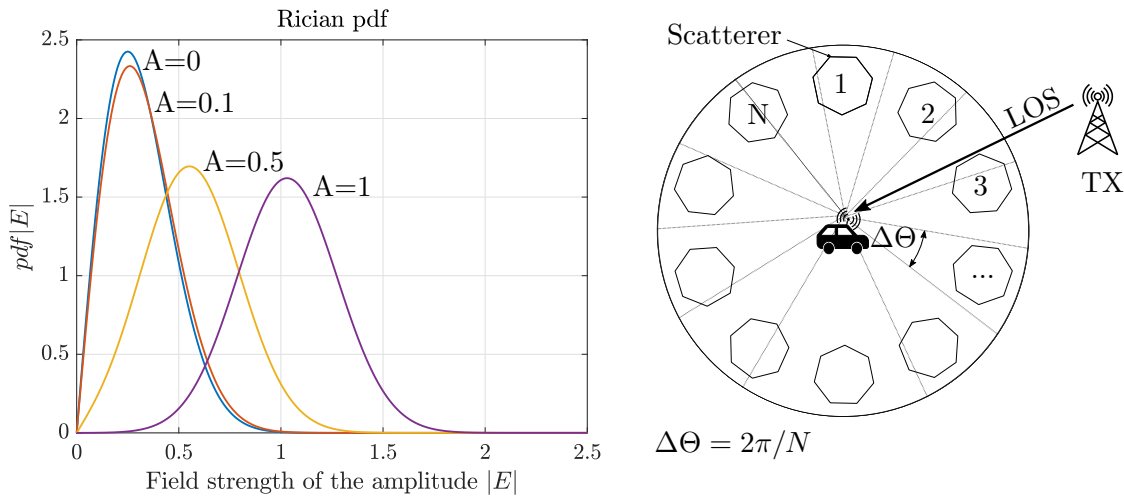 Rician pdf
2.5
2
1.5
1
0.5
0
pdf|E|
A=0
A=0.1
A=0.5
A=1
0 0.5 1 1.5 2 2.5
Field strength of the amplitude |E|
Scatterer
1
2
3
...
N
LOS
TX
ΔΘ
ΔΘ = 2π/N